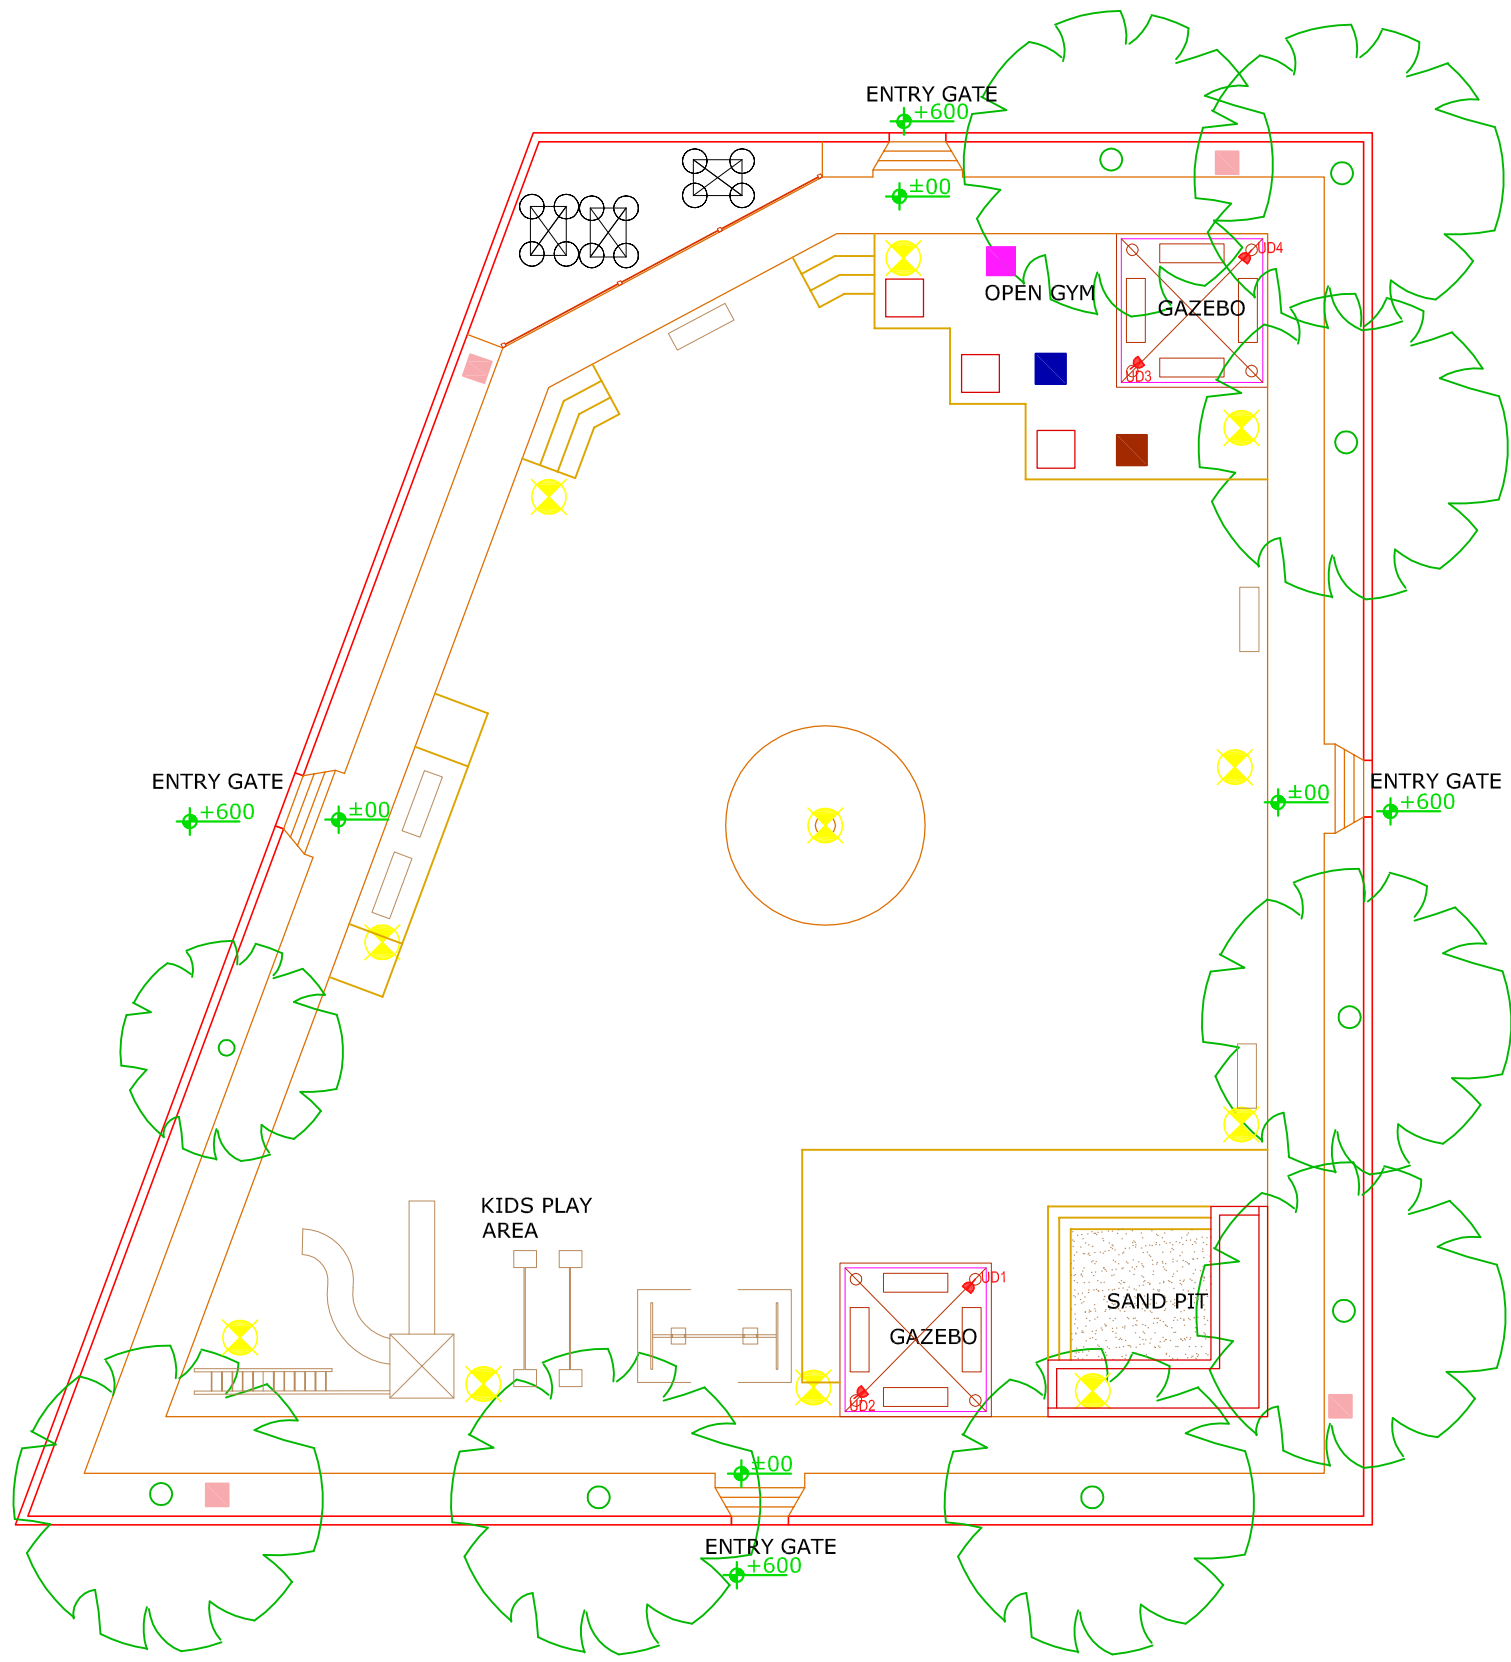 ENTRY GATE
+600
±00
UD4
OPEN GYM
GAZEBO
UD3
ENTRY GATE
+600
±00
±00
ENTRY GATE
+600
KIDS PLAY
AREA
UD1
SAND PIT
GAZEBO
UD2
±00
ENTRY GATE
+600